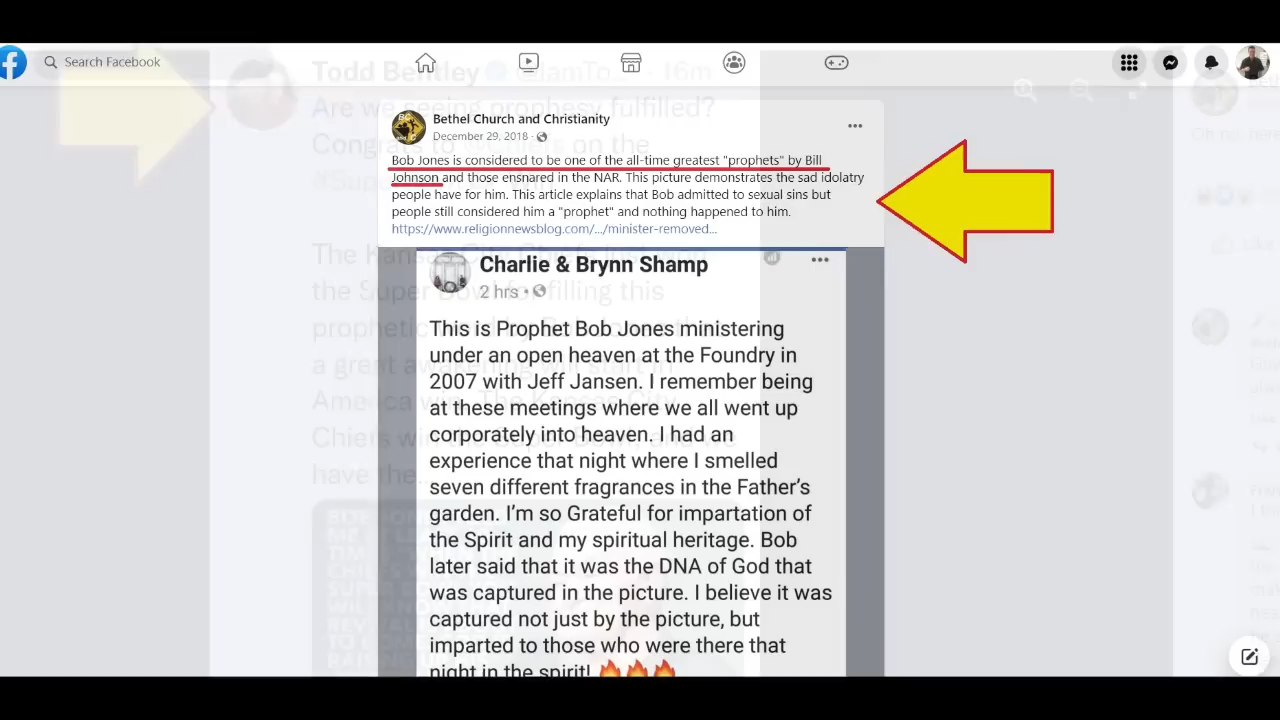 Search Facebook
Bethel Church and Christianity
December 29, 2018 ·
Bob Jones is considered to be one of the all-time greatest "prophets" by Bill
Johnson and those ensnared in the NAR. This picture demonstrates the sad idolatry
people have for him. This article explains that Bob admitted to sexual sins but
people still considered him a "prophet" and nothing happened to him.
https://www.religionnewsblog.com/.../minister-removed...
Charlie & Brynn Shamp
2 hrs ·
This is Prophet Bob Jones ministering
under an open heaven at the Foundry in
2007 with Jeff Jansen. I remember being
at these meetings where we all went up
corporately into heaven. I had an
experience that night where I smelled
seven different fragrances in the Father's
garden. I'm so Grateful for impartation of
the Spirit and my spiritual heritage. Bob
later said that it was the DNA of God that
was captured in the picture. I believe it was
captured not just by the picture, but
imparted to those who were there that
night in the spirit! 🔥🔥🔥
Todd Bentley @IamTo... · 16m
Are we seeing prophesy fulfilled?
Congrats to @Chiefs on the